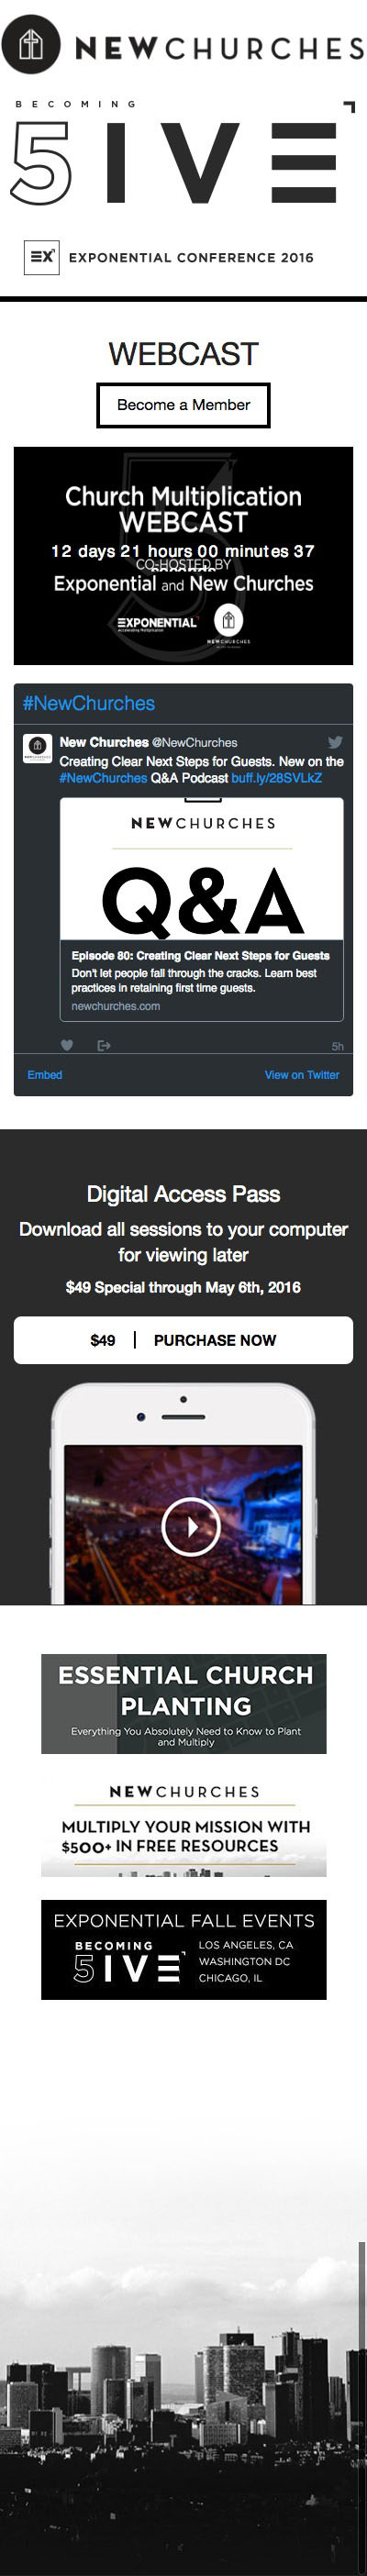 NEWCHURCHES
BECOMING
5IVE
EX EXPONENTIAL CONFERENCE 2016
WEBCAST
Become a Member
Church Multiplication
WEBCAST
12 days 21 hours 00 minutes 37
CO-HOSTED BY
Exponential and New Churches
EXPONENTIAL
Accelerating Multiplication
NEWCHURCHES
#NewChurches
New Churches @NewChurches
Creating Clear Next Steps for Guests. New on the
#NewChurches Q&A Podcast buff.ly/28SVLkZ
NEWCHURCHES
Q&A
Episode 80: Creating Clear Next Steps for Guests
Don't let people fall through the cracks. Learn best
practices in retaining first time guests.
newchurches.com
5h
Embed
View on Twitter
Digital Access Pass
Download all sessions to your computer
for viewing later
$49 Special through May 6th, 2016
$49 | PURCHASE NOW
ESSENTIAL CHURCH
PLANTING
Everything You Absolutely Need to Know to Plant
and Multiply
NEWCHURCHES
MULTIPLY YOUR MISSION WITH
$500+ IN FREE RESOURCES
EXPONENTIAL FALL EVENTS
BECOMING
5IVE
LOS ANGELES, CA
WASHINGTON DC
CHICAGO, IL